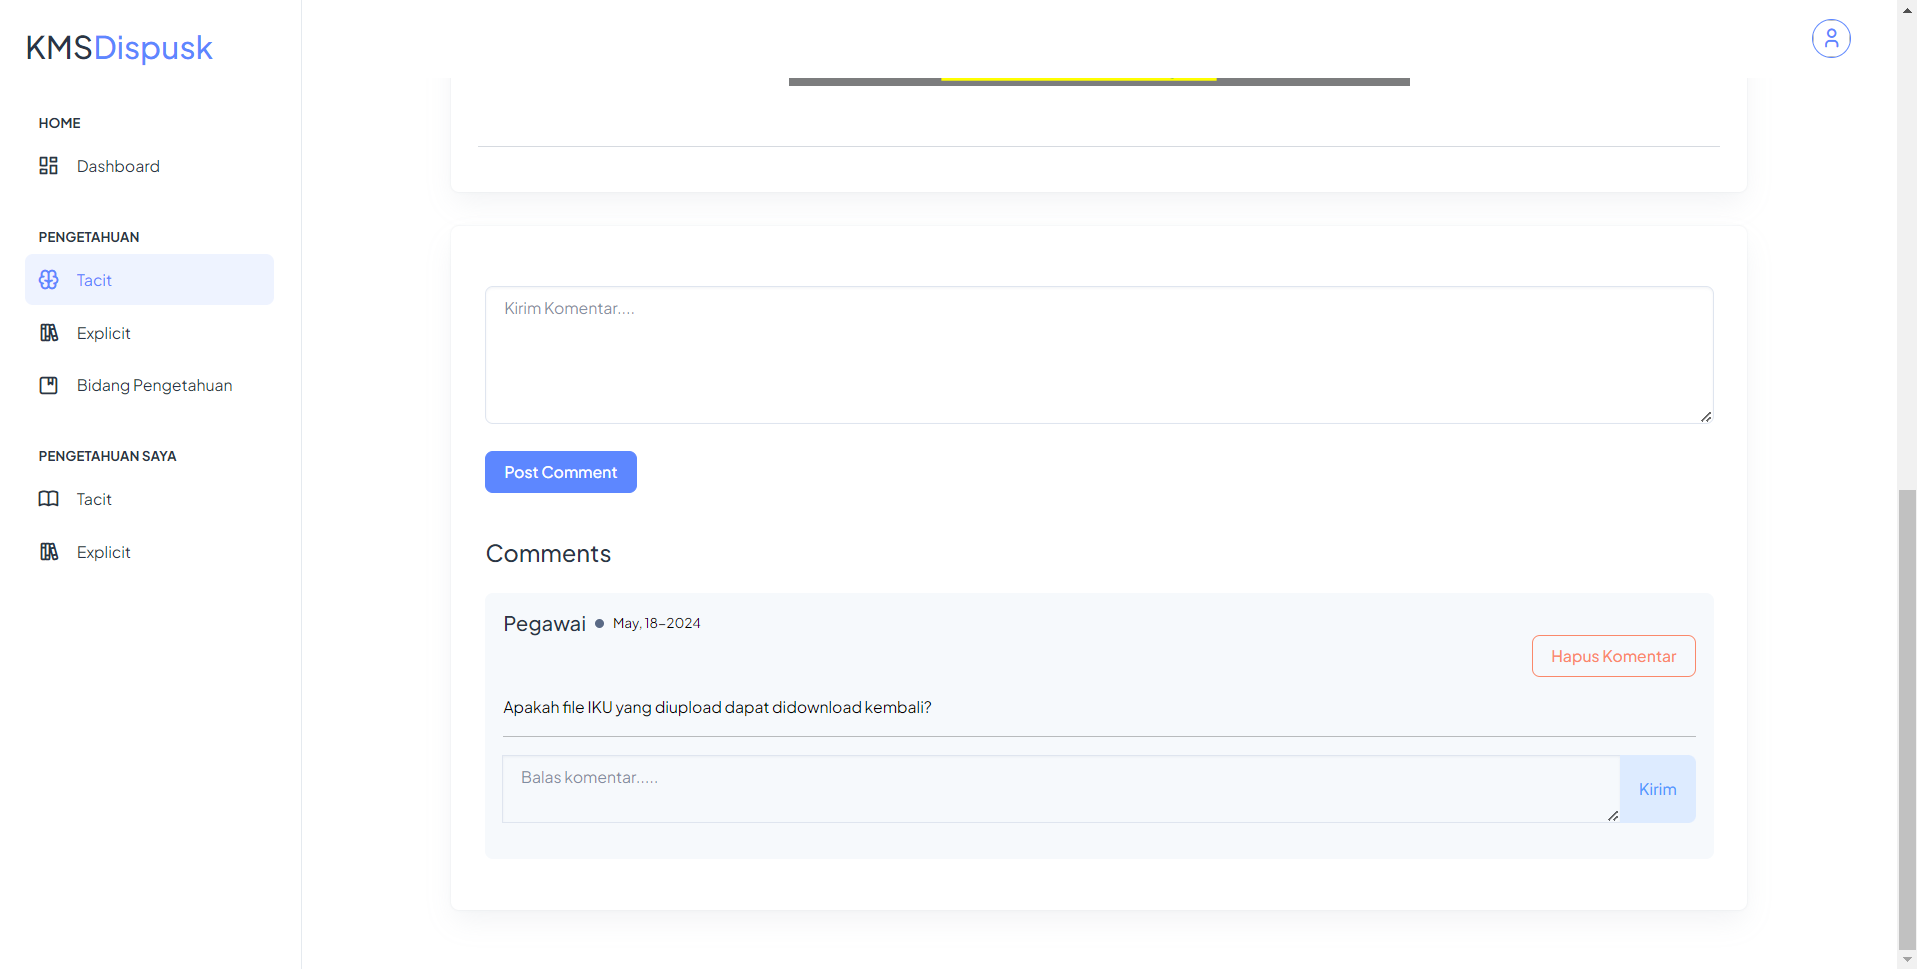 KMSDispusk
HOME
Dashboard
PENGETAHUAN
Tacit
Explicit
Bidang Pengetahuan
PENGETAHUAN SAYA
Tacit
Explicit
Kirim Komentar....
Post Comment
Comments
Pegawai
May, 18-2024
Hapus Komentar
Apakah file IKU yang diupload dapat didownload kembali?
Balas komentar.....
Kirim